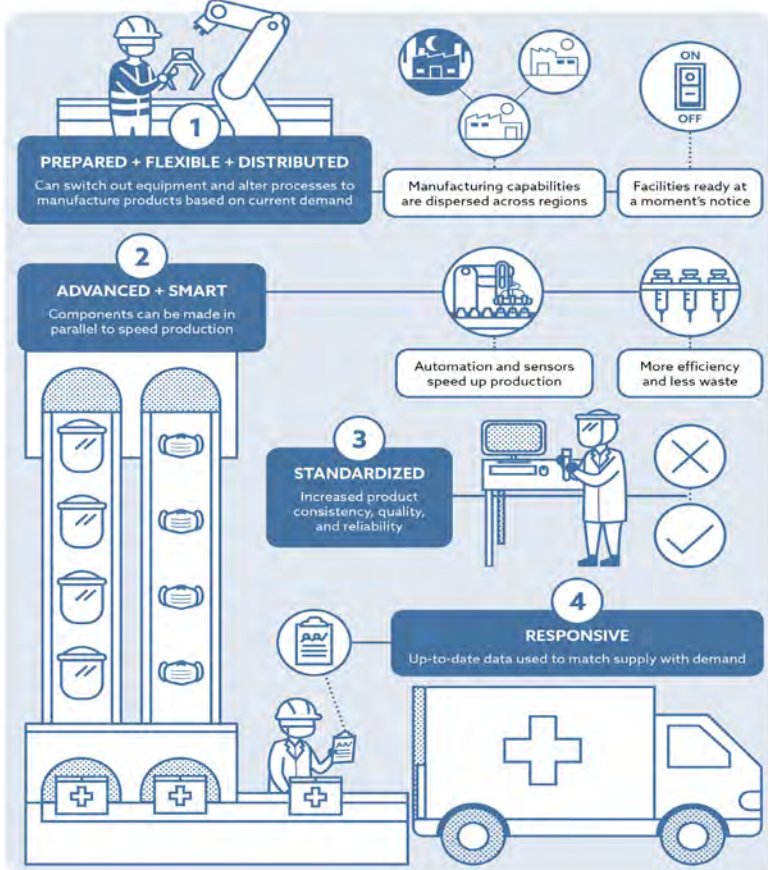 1
PREPARED + FLEXIBLE + DISTRIBUTED
Can switch out equipment and alter processes to
manufacture products based on current demand
Manufacturing capabilities
are dispersed across regions
ON
OFF
Facilities ready at
a moment's notice
2
ADVANCED + SMART
Components can be made in
parallel to speed production
Automation and sensors
speed up production
More efficiency
and less waste
3
STANDARDIZED
Increased product
consistency, quality,
and reliability
4
RESPONSIVE
Up-to-date data used to match supply with demand